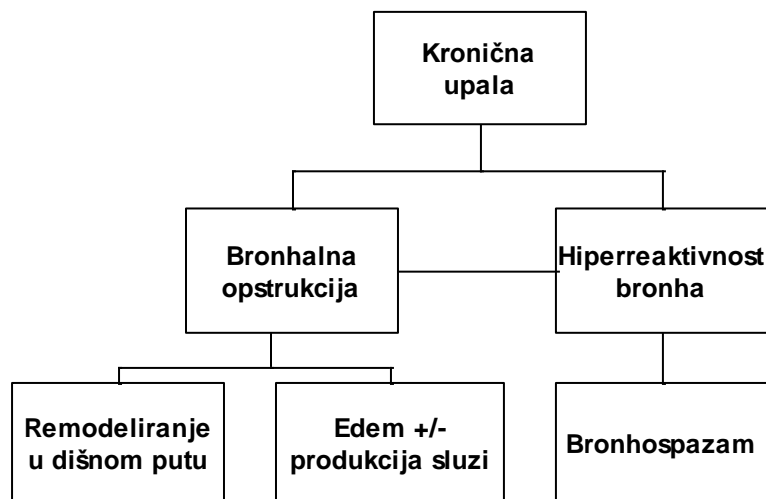 Kronična
upala
Bronhalna
opstrukcija
Hiperreaktivnost
bronha
Remodeliranje
u dišnom putu
Edem +/-
produkcija sluzi
Bronhospazam